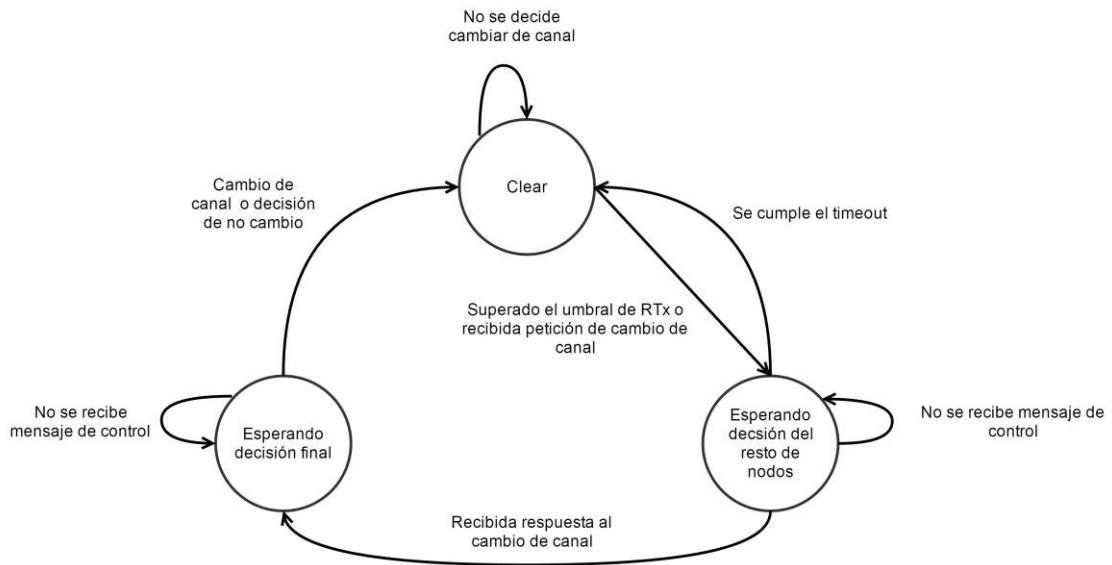 No se decide
cambiar de canal
Clear
Cambio de
canal o decisión
de no cambio
Se cumple el timeout
Superado el umbral de RTx o
recibida petición de cambio de
canal
No se recibe
mensaje de control
Esperando
decisión final
Esperando
decsión del
resto de
nodos
No se recibe mensaje de
control
Recibida respuesta al
cambio de canal